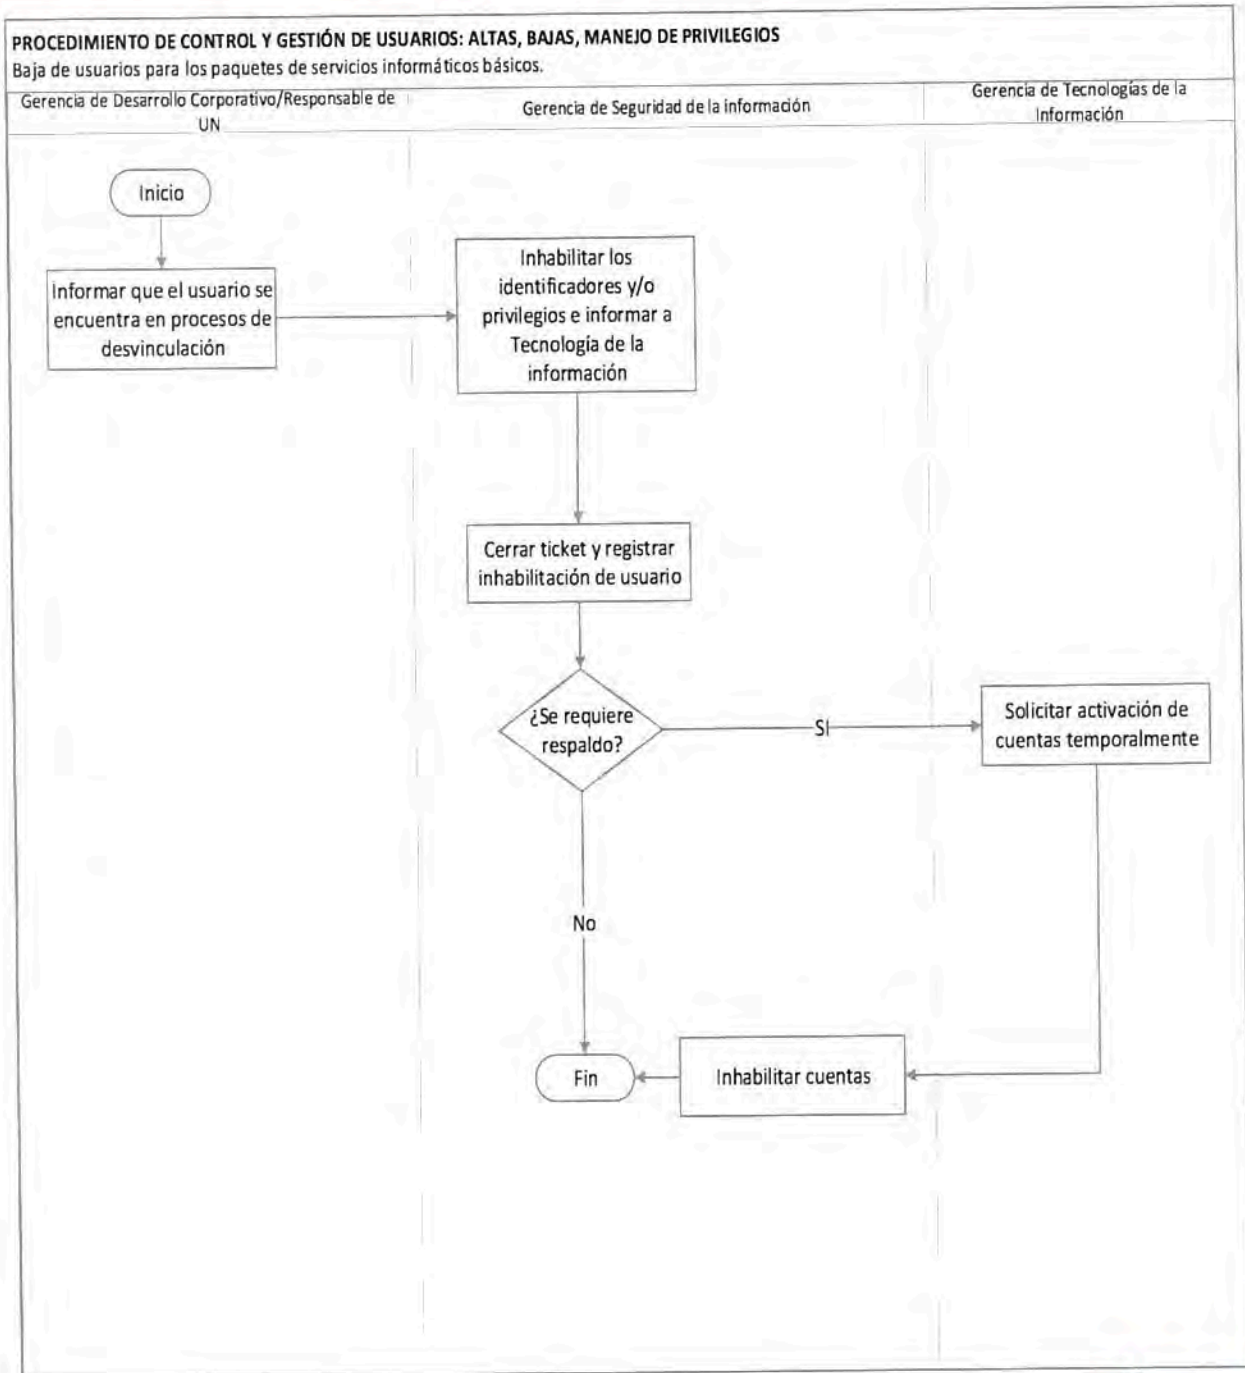 PROCEDIMIENTO DE CONTROL Y GESTIÓN DE USUARIOS: ALTAS, BAJAS, MANEJO DE PRIVILEGIOS
Baja de usuarios para los paquetes de servicios informáticos básicos.
Gerencia de Desarrollo Corporativo/Responsable de
UN
Gerencia de Seguridad de la información
Gerencia de Tecnologías de la
Información
Inicio
Informar que el usuario se
encuentra en procesos de
desvinculación
Inhabilitar los
identificadores y/o
privilegios e informar a
Tecnología de la
información
Cerrar ticket y registrar
inhabilitación de usuario
¿Se requiere
respaldo?
SI
Solicitar activación de
cuentas temporalmente
No
Fin
Inhabilitar cuentas